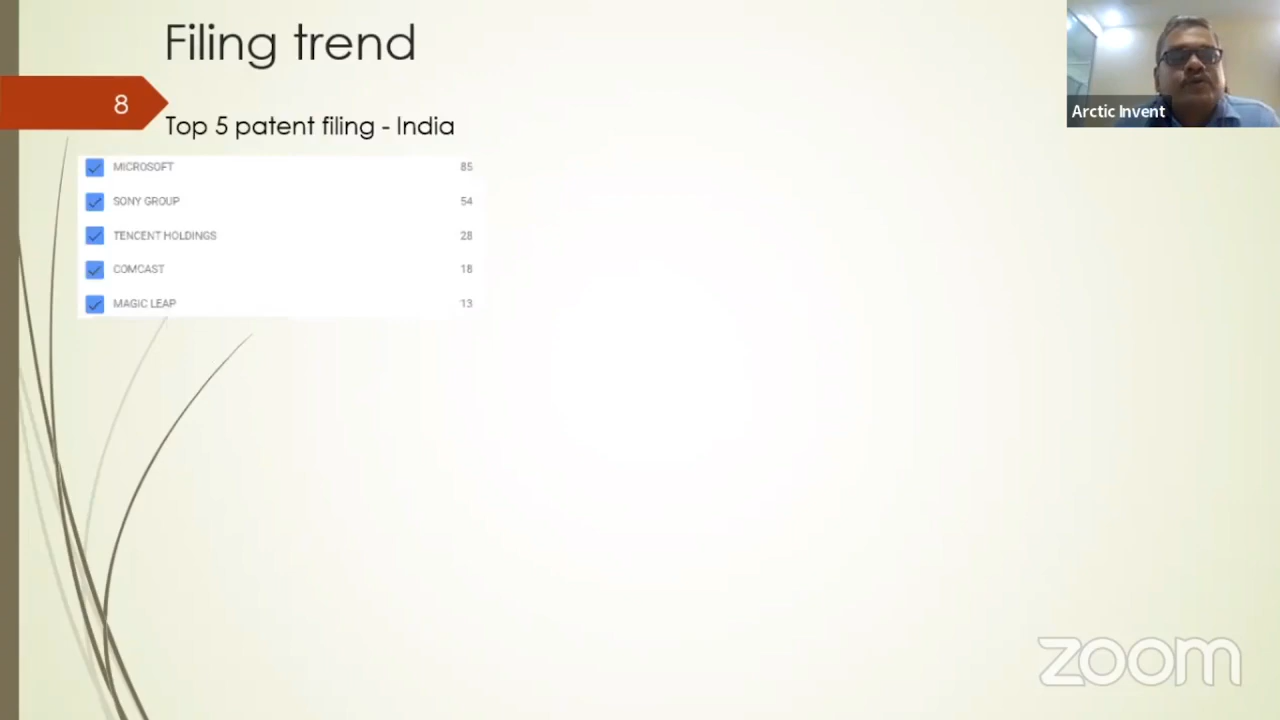 Filing trend
8
Top 5 patent filing - India
MICROSOFT 85
SONY GROUP 54
TENCENT HOLDINGS 28
COMCAST 18
MAGIC LEAP 13
Arctic Invent
zoom